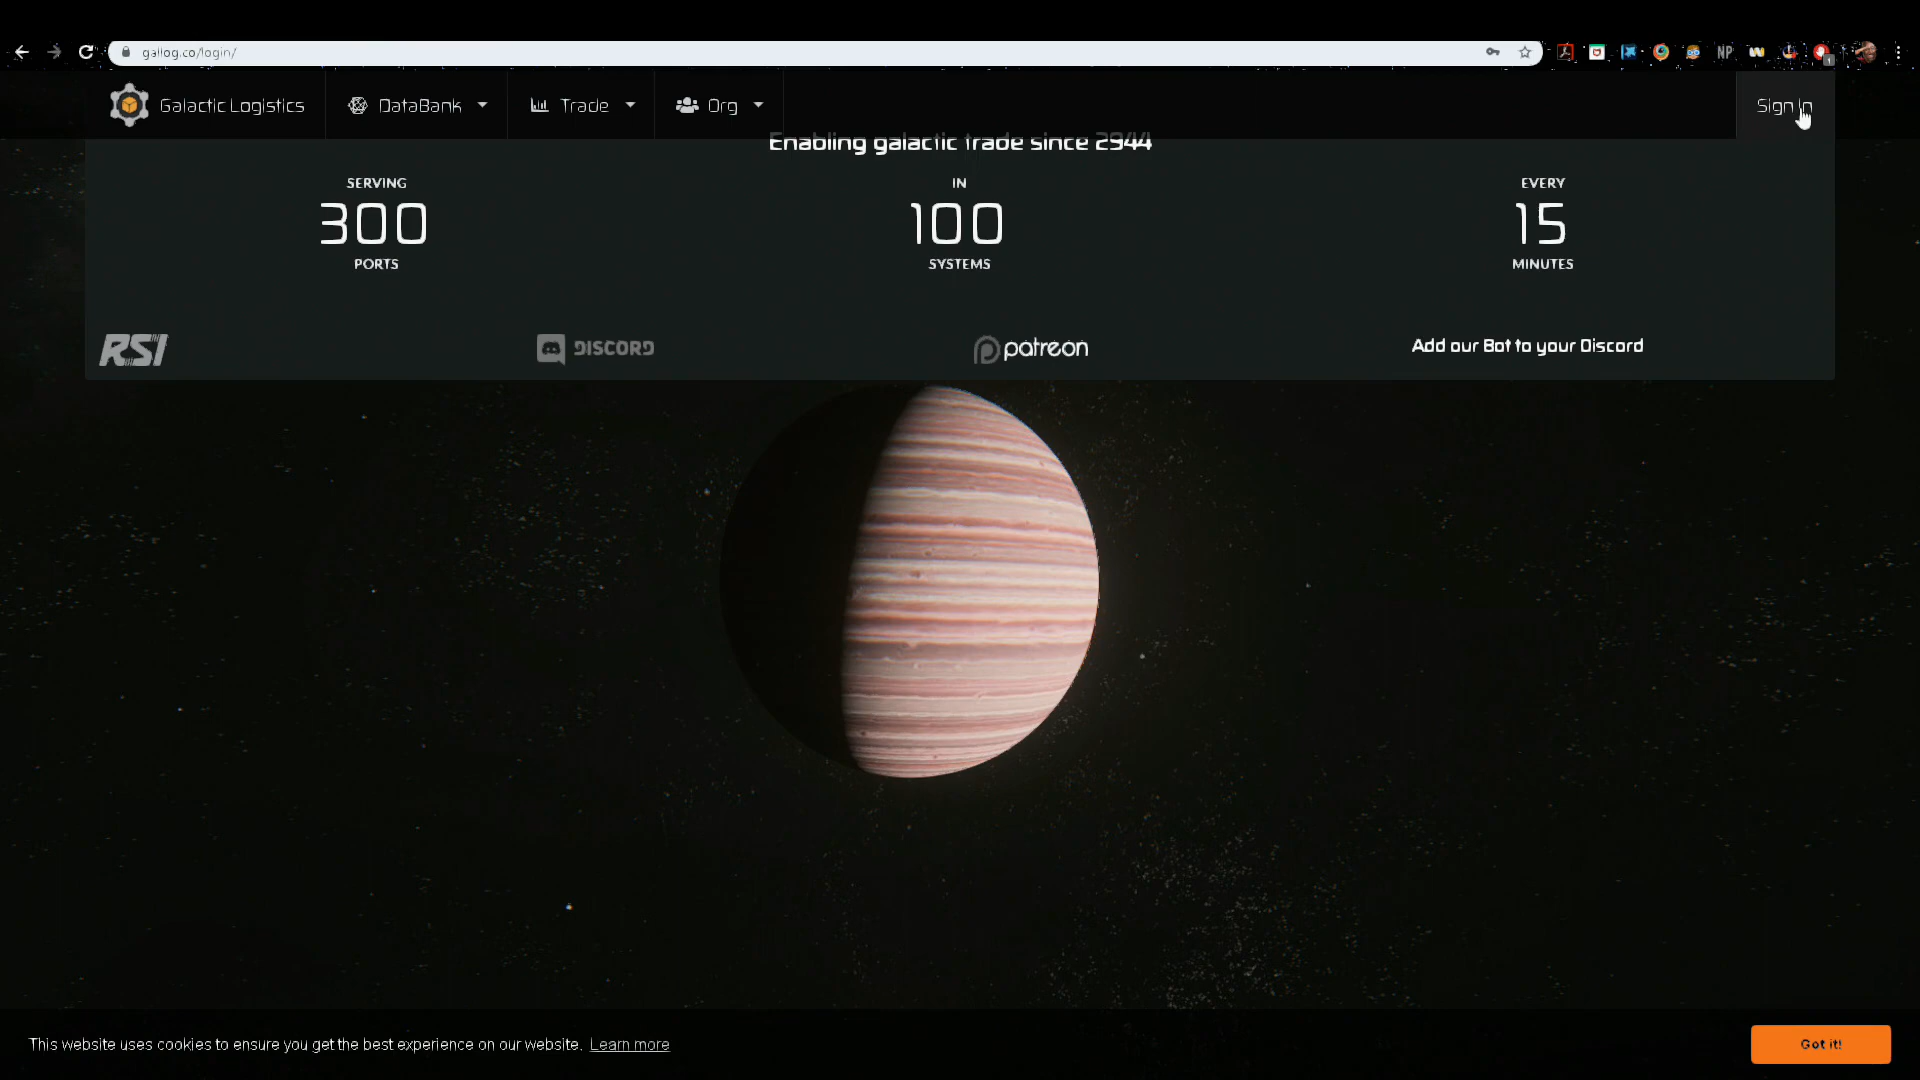 gallog.co/login/
NP
Galactic Logistics
DataBank
Trade
Org
Sign In
Enabling galactic trade since 2944
SERVING
300
PORTS
IN
100
SYSTEMS
EVERY
15
MINUTES
RSI
DISCORD
patreon
Add our Bot to your Discord
This website uses cookies to ensure you get the best experience on our website. Learn more
Got it!